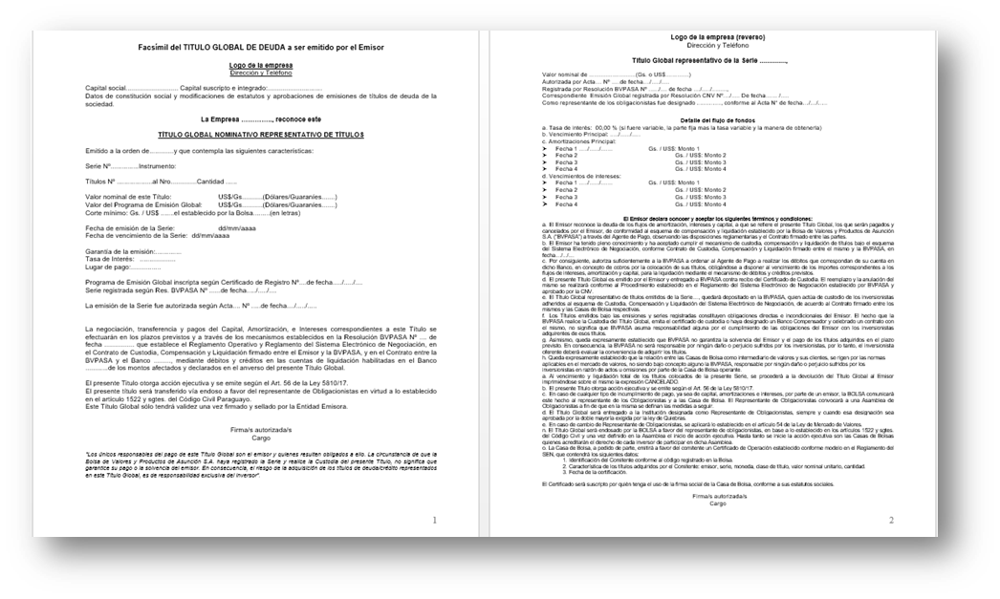 Facsímil del TITULO GLOBAL DE DEUDA a ser emitido por el Emisor
Logo de la empresa
Dirección y Teléfono
Capital social.......................... Capital suscripto e integrado:..........................
Datos de constitución social y modificaciones de estatutos y aprobaciones de emisiones de títulos de deuda de la
sociedad.
La Empresa .............., reconoce este
TÍTULO GLOBAL NOMINATIVO REPRESENTATIVO DE TÍTULOS
Emitido a la orden de............y que contempla las siguientes características:
Serie Nº..............Instrumento:
Títulos Nº ..................al Nro.............Cantidad ......
Valor nominal de este Título: US$/Gs..........(Dólares/Guaraníes.......)
Valor del Programa de Emisión Global: US$/Gs..........(Dólares/Guaraníes.......)
Corte mínimo: Gs. / US$ .......el establecido por la Bolsa.........(en letras)
Fecha de emisión de la Serie: dd/mm/aaaa
Fecha de vencimiento de la Serie: dd/mm/aaaa
Garantía de la emisión:............
Tasa de Interés: ..................
Lugar de pago:..............
Programa de Emisión Global inscripta según Certificado de Registro Nº....de fecha...../...../....
Serie registrada según Res. BVPASA Nº ......de fecha...../...../....
La emisión de la Serie fue autorizada según Acta.... Nº .....de fecha..../...../.....
La negociación, transferencia y pagos del Capital, Amortización, e Intereses correspondientes a este Título se
efectuarán en los plazos previstos y a través de los mecanismos establecidos en la Resolución BVPASA Nº .... de
fecha ............... que establece el Reglamento Operativo y Reglamento del Sistema Electrónico de Negociación, en
el Contrato de Custodia, Compensación y Liquidación firmado entre el Emisor y la BVPASA, y en el Contrato entre la
BVPASA y el Banco ........., mediante débitos y créditos en las cuentas de liquidación habilitadas en el Banco
...........de los montos afectados y declarados en el anverso del presente Título Global.
El presente Título otorga acción ejecutiva y se emite según el Art. 56 de la Ley 5810/17.
El presente título será transferido vía endoso a favor del representante de Obligacionistas en virtud a lo establecido
en el artículo 1522 y sgtes. del Código Civil Paraguayo.
Este Título Global sólo tendrá validez una vez firmado y sellado por la Entidad Emisora.
Firma/s autorizada/s
Cargo
"Los únicos responsables del pago de este Título Global son el emisor y quienes resulten obligados a ello. La circunstancia de que la
Bolsa de Valores y Productos de Asunción S.A. haya registrado la Serie y realice la Custodia del presente Título, no significa que
garantice su pago o la solvencia del emisor. En consecuencia, el riesgo de la adquisición de los títulos de deuda/crédito representados
en este Título Global, es de responsabilidad exclusiva del inversor".
1
Logo de la empresa (reverso)
Dirección y Teléfono
Título Global representativo de la Serie .............,
Valor nominal de ...................... (Gs. o US$............)
Autorizada por Acta.... Nº .....de fecha..../...../.....
Registrada por Resolución BVPASA Nº ...../.... de fecha ..../..../........,
Correspondiente Emisión Global registrada por Resolución CNV Nº.../..... De fecha......./.....
Como representante de los obligacionistas fue designado ................, conforme al Acta N° de fecha.../.../.....
Detalle del flujo de fondos
a. Tasa de interés: 00,00 % (si fuere variable, la parte fija mas la tasa variable y la manera de obtenerla)
b. Vencimiento Principal: ...../..../.....
c. Amortizaciones Principal:
➤ Fecha 1 ..../...../...... Gs. / US$: Monto 1
➤ Fecha 2 Gs. / US$: Monto 2
➤ Fecha 3 Gs. / US$: Monto 3
➤ Fecha 4 Gs. / US$: Monto 4
d. Vencimientos de intereses:
➤ Fecha 1 ..../...../..... Gs. / US$: Monto 1
➤ Fecha 2 Gs. / US$: Monto 2
➤ Fecha 3 Gs. / US$: Monto 3
➤ Fecha 4 Gs. / US$: Monto 4
El Emisor declara conocer y aceptar los siguientes términos y condiciones:
a. El Emisor reconoce la deuda de los flujos de amortización, intereses y capital, a que se refiere el presente Título Global, los que serán pagados y
cancelados por el Emisor, de conformidad al esquema de compensación y liquidación establecido por la Bolsa de Valores y Productos de Asunción
S.A. ("BVPASA") a través del Agente de Pago, observando las disposiciones reglamentarias y el contrato firmado entre las partes.
b. El Emisor ha tenido pleno conocimiento y ha aceptado cumplir el mecanismo de custodia, compensación y liquidación de títulos bajo el esquema
del Sistema Electrónico de Negociación, conforme Contrato de Custodia, Compensación y Liquidación firmado entre el mismo y la BVPASA, en
fecha..../..../....
c. Por consiguiente, autoriza suficientemente a la BVPASA a ordenar al Agente de Pago a realizar los débitos que correspondan de su cuenta en
dicho Banco, en concepto de cobros por la colocación de sus títulos, obligándose a disponer al vencimiento de los importes correspondientes a los
flujos de intereses, amortización y capital, para la liquidación mediante el mecanismo de débitos y créditos previstos.
d. El presente Título Global es emitido por el Emisor y entregado a BVPASA contra recibo del Certificado de Custodia. El reemplazo y la anulación del
mismo se realizará conforme al Procedimiento establecido en el Reglamento del Sistema Electrónico de Negociación establecido por BVPASA y
aprobado por la CNV.
e. El Título Global representativo de títulos emitidos de la Serie...., quedará depositado en la BVPASA, quien actúa de custodio de los inversionistas
adheridos al esquema de Custodia, Compensación y Liquidación del Sistema Electrónico de Negociación, de acuerdo al Contrato firmado entre los
mismos y las Casas de Bolsa respectivas.
f. Los Títulos emitidos bajo las emisiones y series registradas constituyen obligaciones directas e incondicionales del Emisor. El hecho que la
BVPASA realice la Custodia del Título Global, emita el certificado de custodia o haya designado un Banco Compensador y celebrado un contrato con
el mismo, no significa que BVPASA asuma responsabilidad alguna por el cumplimiento de las obligaciones del Emisor con los inversionistas
adquirientes de esos títulos.
g. Asimismo, queda expresamente establecido que BVPASA no garantiza la solvencia del Emisor y el pago de los títulos adquiridos en el plazo
previsto. En consecuencia, la BVPASA no será responsable por ningún daño o perjuicio sufridos por los inversionistas, por lo tanto, el inversionista
oferente deberá evaluar la conveniencia de adquirir los títulos.
h. Queda expresamente establecido que la relación entre las Casas de Bolsa como intermediario de valores y sus clientes, se rigen por las normas
aplicables en el mercado de valores, no siendo bajo concepto alguno la BVPASA, responsable por ningún daño o perjuicio sufridos por los
inversionistas en razón de actos u omisiones por parte de la Casa de Bolsa operante.
a. Al vencimiento y liquidación total de los títulos colocados de la presente Serie, se procederá a la devolución del Título Global al Emisor
imprimiéndose sobre el mismo la expresión CANCELADO.
b. El presente Título otorga acción ejecutiva y se emite según el Art. 56 de la Ley 5810/17.
c. En caso de cualquier tipo de incumplimiento de pago, ya sea de capital, amortizaciones e intereses, por parte de un emisor, la BOLSA comunicará
este hecho al representante de los Obligacionistas y a las Casas de Bolsa. El Representante de Obligacionistas convocará a una Asamblea de
Obligacionistas a fin de que en la misma se definan las medidas a seguir.
d. El Título Global será entregado a la Institución designada como Representante de Obligacionistas, siempre y cuando esa designación sea
aprobada por la doble mayoría exigida por la ley de Quiebras.
e. En caso de cambio de Representante de Obligacionistas, se aplicará lo establecido en el artículo 54 de la Ley de Mercado de Valores.
n. El Título Global será endosado por la BOLSA a favor del representante de los obligacionistas, en base a lo establecido en los artículos 1522 y sgtes.
del Código Civil y una vez definido en la Asamblea el inicio de acción ejecutiva. Hasta tanto se inicie la acción ejecutiva son las Casas de Bolsas
quienes acreditarán el derecho de cada inversor de participar en dicha Asamblea.
o. La Casa de Bolsa, a pedido de parte, emitirá a favor del comitente un Certificado de Operación establecido conforme modelo en el Reglamento del
SEN, que contendrá los siguientes datos:
1. Identificación del Comitente conforme al código registrado en la Bolsa
2. Característica de los títulos adquiridos por el Comitente: emisor, serie, moneda, clase de título, valor nominal unitario, cantidad.
3. Fecha de la certificación.
El Certificado será suscripto por quién tenga el uso de la firma social de la Casa de Bolsa, conforme a sus estatutos sociales.
Firma/s autorizada/s
Cargo
2